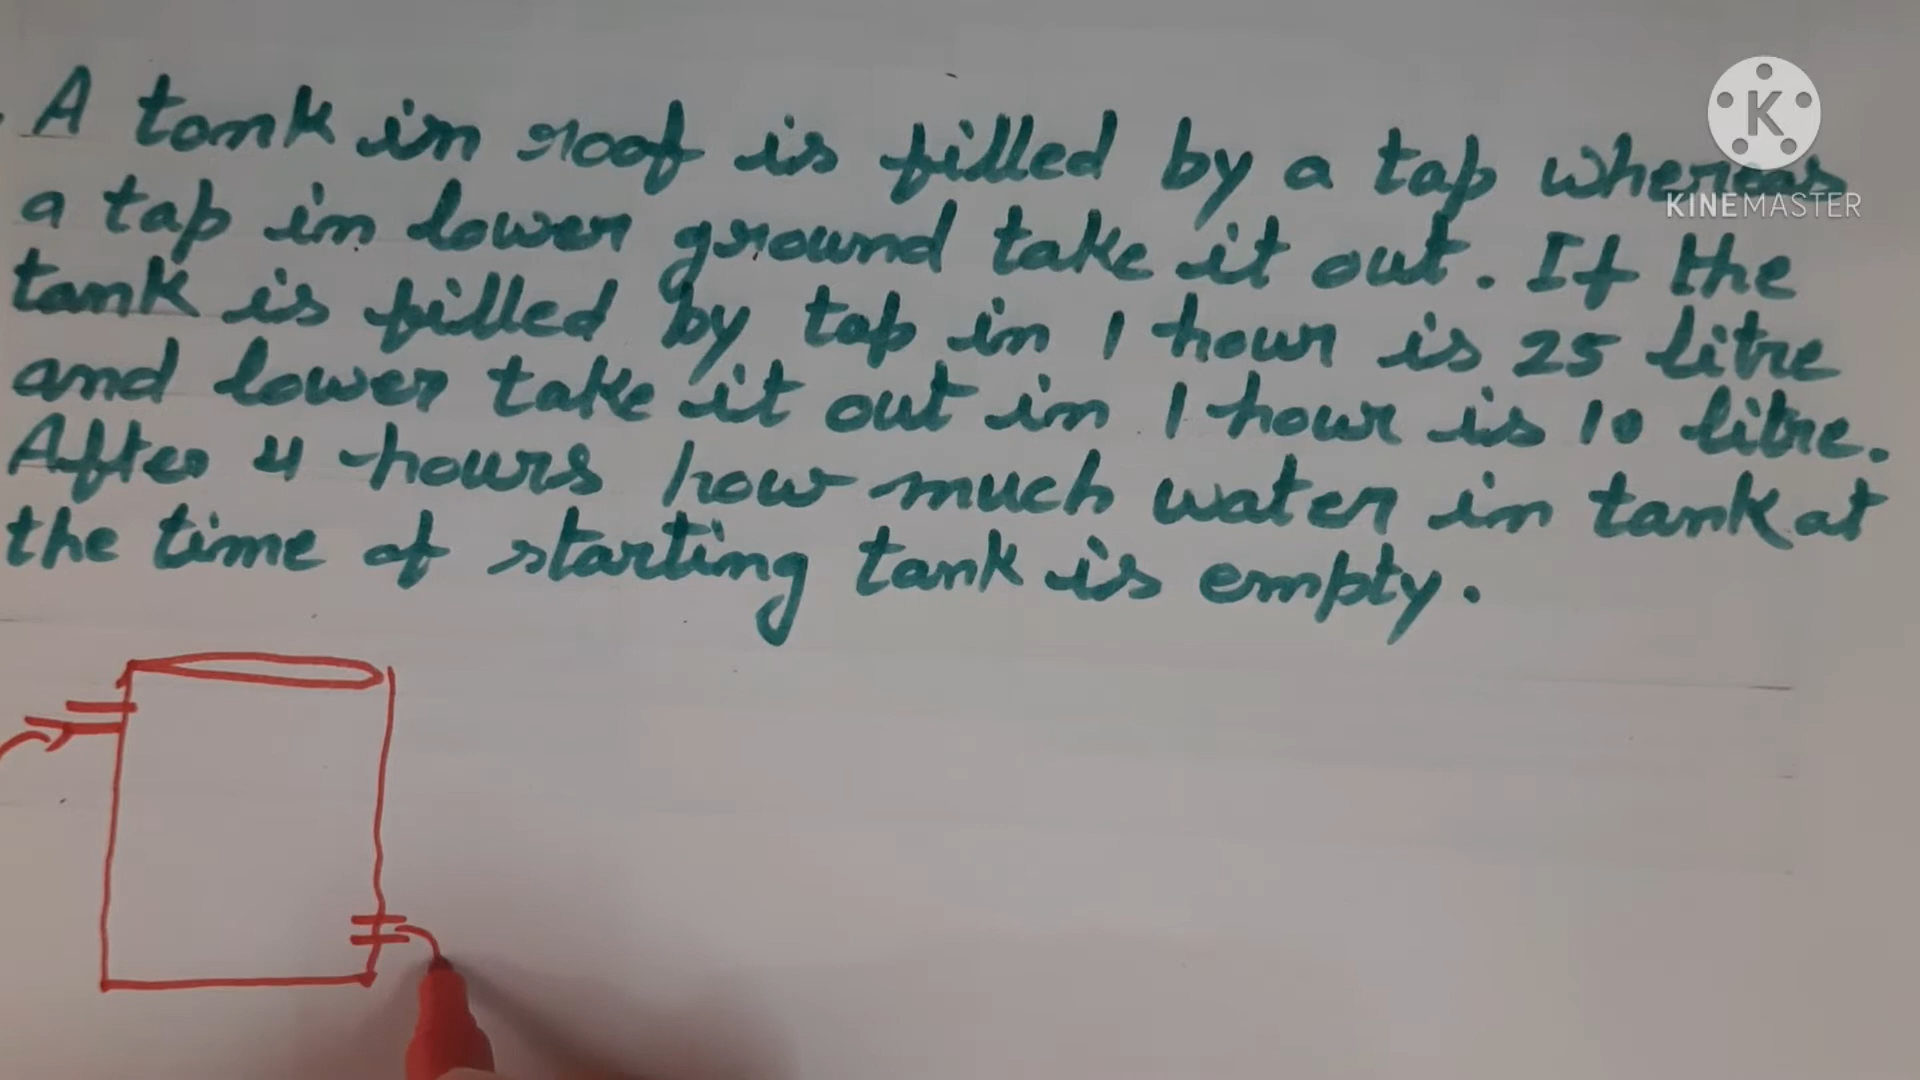 A tank in roof is filled by a tap whereas
a tap in lower ground take it out. If the
tank is filled by tap in 1 hour is 25 litre
and lower take it out in 1 hour is 10 litre.
After 4 hours how much water in tank at
the time of starting tank is empty.
K
KINEMASTER